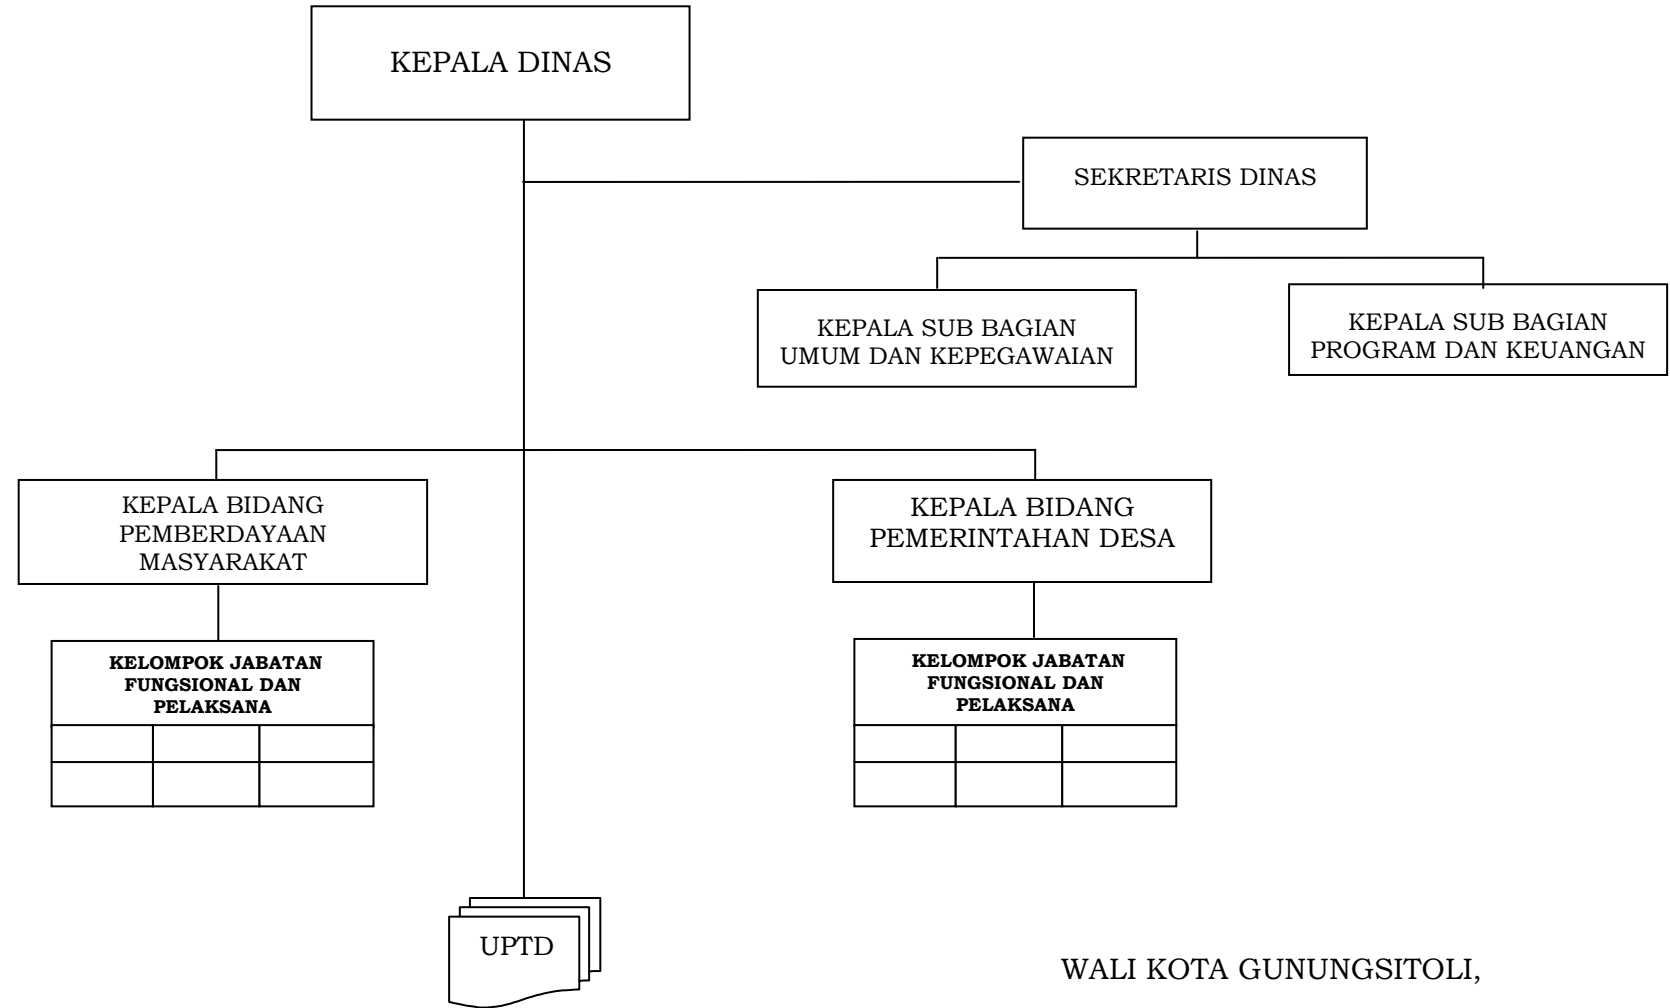 KEPALA DINAS
SEKRETARIS DINAS
KEPALA SUB BAGIAN
UMUM DAN KEPEGAWAIAN
KEPALA SUB BAGIAN
PROGRAM DAN KEUANGAN
KEPALA BIDANG
PEMBERDAYAAN
MASYARAKAT
KEPALA BIDANG
PEMERINTAHAN DESA
KELOMPOK JABATAN
FUNGSIONAL DAN
PELAKSANA
KELOMPOK JABATAN
FUNGSIONAL DAN
PELAKSANA
UPTD
WALI KOTA GUNUNGSITOLI,